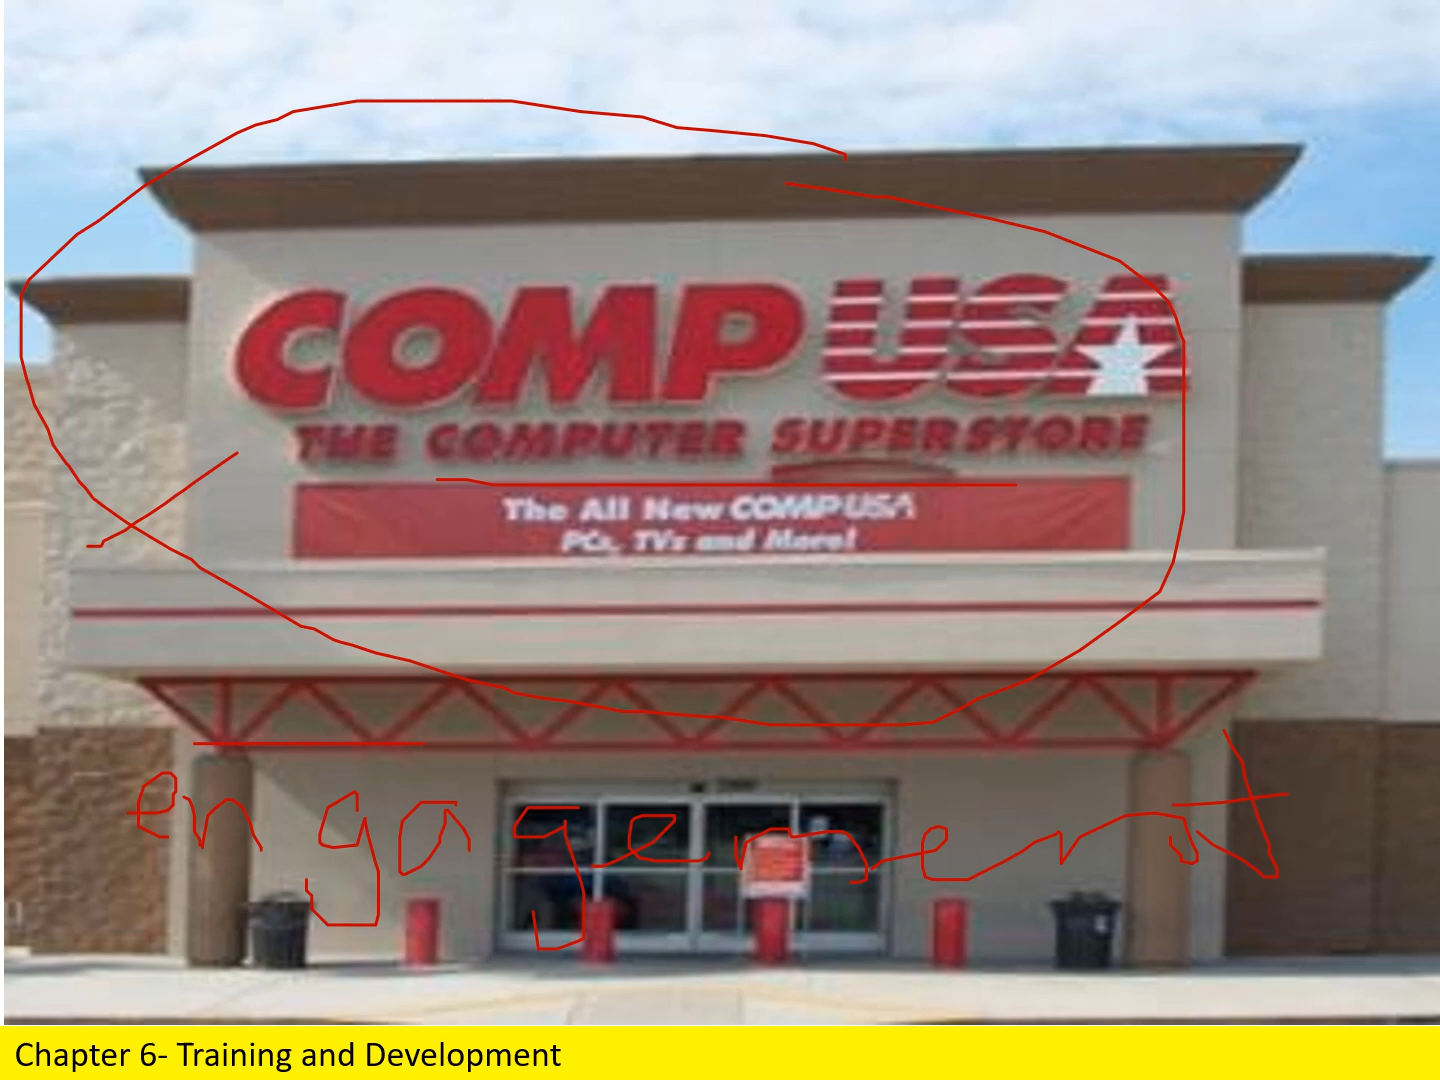 COMP USA
THE COMPUTER SUPERSTORE
The All New COMPUSA
PCs, TVs and More!
engagement
Chapter 6- Training and Development